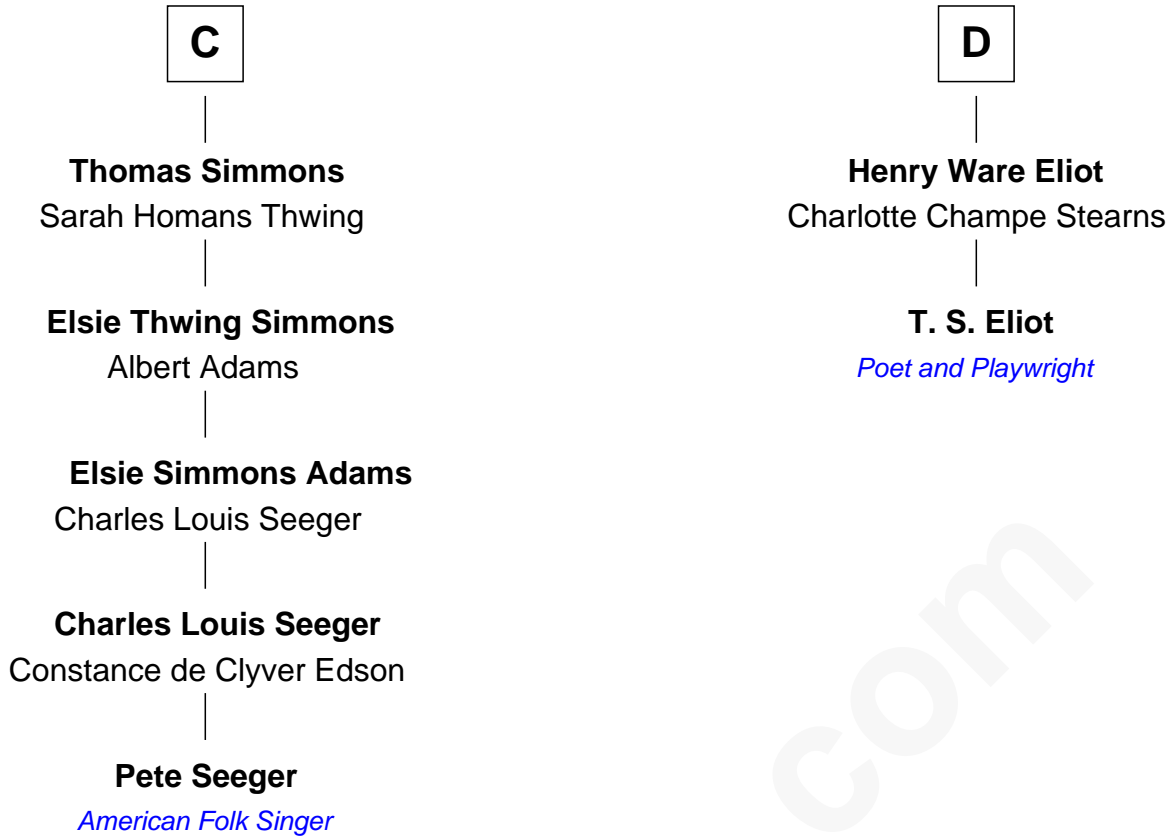 C
Thomas Simmons
Sarah Homans Thwing
Elsie Thwing Simmons
Albert Adams
Elsie Simmons Adams
Charles Louis Seeger
Charles Louis Seeger
Constance de Clyver Edson
Pete Seeger
American Folk Singer
D
Henry Ware Eliot
Charlotte Champe Stearns
T. S. Eliot
Poet and Playwright
com